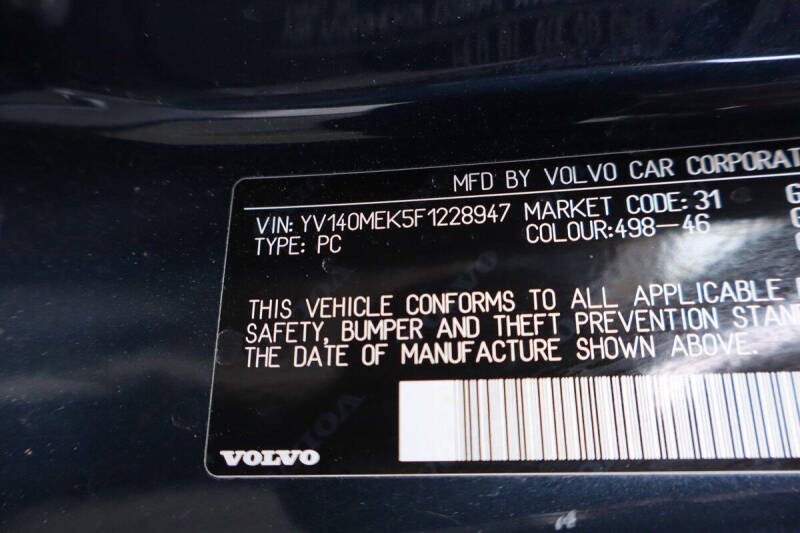 MFD BY VOLVO CAR CORPORAT
VIN: YV140MEK5F1228947 MARKET CODE: 31
TYPE: PC COLOUR:498-46
THIS VEHICLE CONFORMS TO ALL APPLICABLE
SAFETY, BUMPER AND THEFT PREVENTION STAN
THE DATE OF MANUFACTURE SHOWN ABOVE.
VOLVO